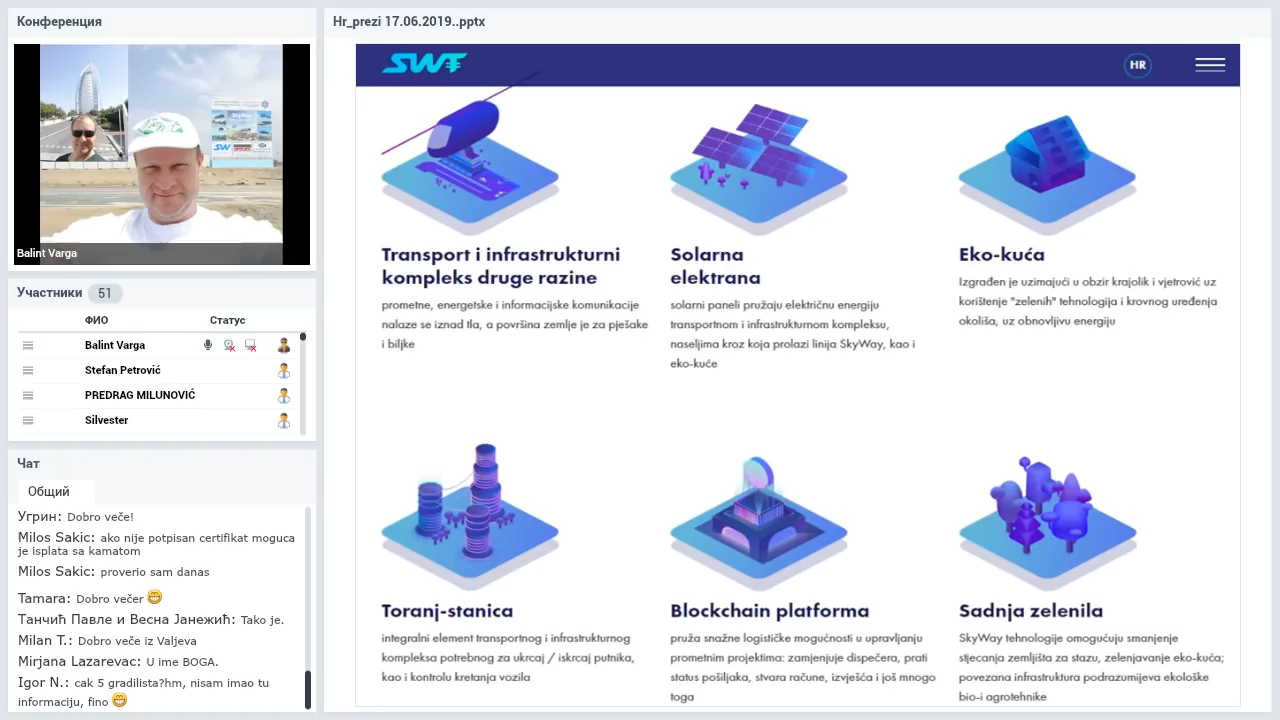 Конференция
Balint Varga
Участники 51
ФИО Статус
Balint Varga
Stefan Petrović
PREDRAG MILUNOVIĆ
Silvester
Чат
Общий
Угрин: Dobro veče!
Milos Sakic: ako nije potpisan certifikat moguca
je isplata sa kamatom
Milos Sakic: proverio sam danas
Tamara: Dobro večer
Танчић Павле и Весна Јанежић: Tako je.
Milan T.: Dobro veče iz Valjeva
Mirjana Lazarevac: U ime BOGA.
Igor N.: cak 5 gradilista?hm, nisam imao tu
informaciju, fino
Hr_prezi 17.06.2019..pptx
SWT
HR
Transport i infrastrukturni
kompleks druge razine
prometne, energetske i informacijske komunikacije
nalaze se iznad tla, a površina zemlje je za pješake
i biljke
Solarna
elektrana
solarni paneli pružaju električnu energiju
transportnom i infrastrukturnom kompleksu,
naseljima kroz koja prolazi linija SkyWay, kao i
eko-kuće
Eko-kuća
Izgrađen je uzimajući u obzir krajolik i vjetrović uz
korištenje "zelenih" tehnologija i krovnog uređenja
okoliša, uz obnovljivu energiju
Toranj-stanica
integralni element transportnog i infrastrukturnog
kompleksa potrebnog za ukrcaj / iskrcaj putnika,
kao i kontrolu kretanja vozila
Blockchain platforma
pruža snažne logističke mogućnosti u upravljanju
prometnim projektima: zamjenjuje dispečera, prati
status pošiljaka, stvara račune, izvješća i još mnogo
toga
Sadnja zelenila
SkyWay tehnologije omogućuju smanjenje
stjecanja zemljišta za stazu, zelenjavanje eko-kuća;
povezana infrastruktura podrazumijeva ekološke
bio-i agrotehnike